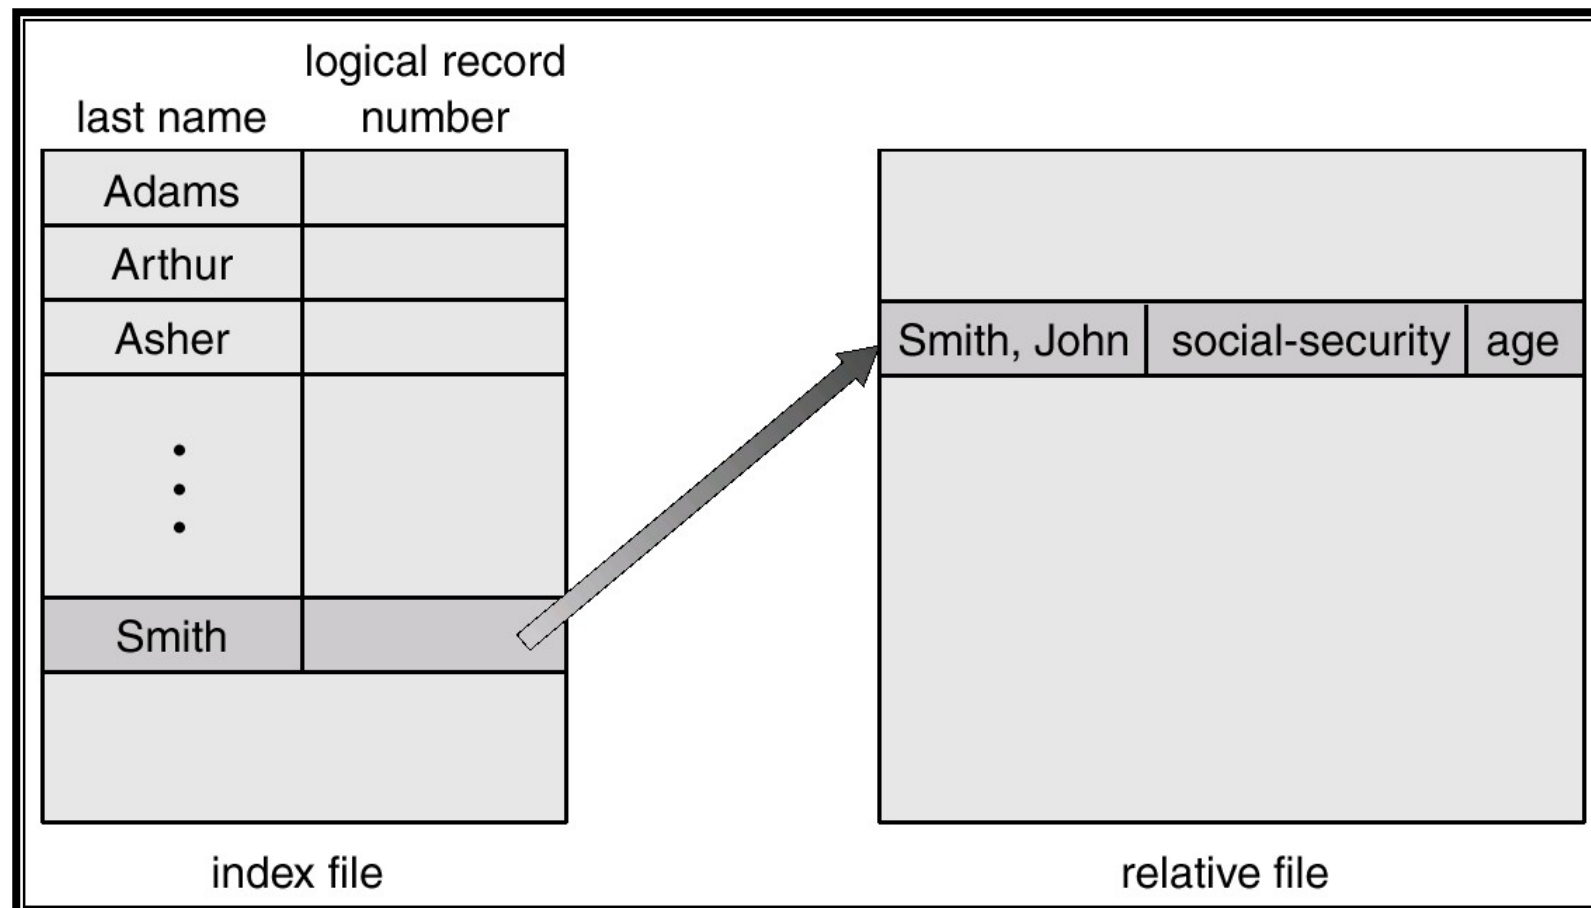 logical record
last name number
Adams
Arthur
Asher
Smith
Smith, John social-security age
index file relative file